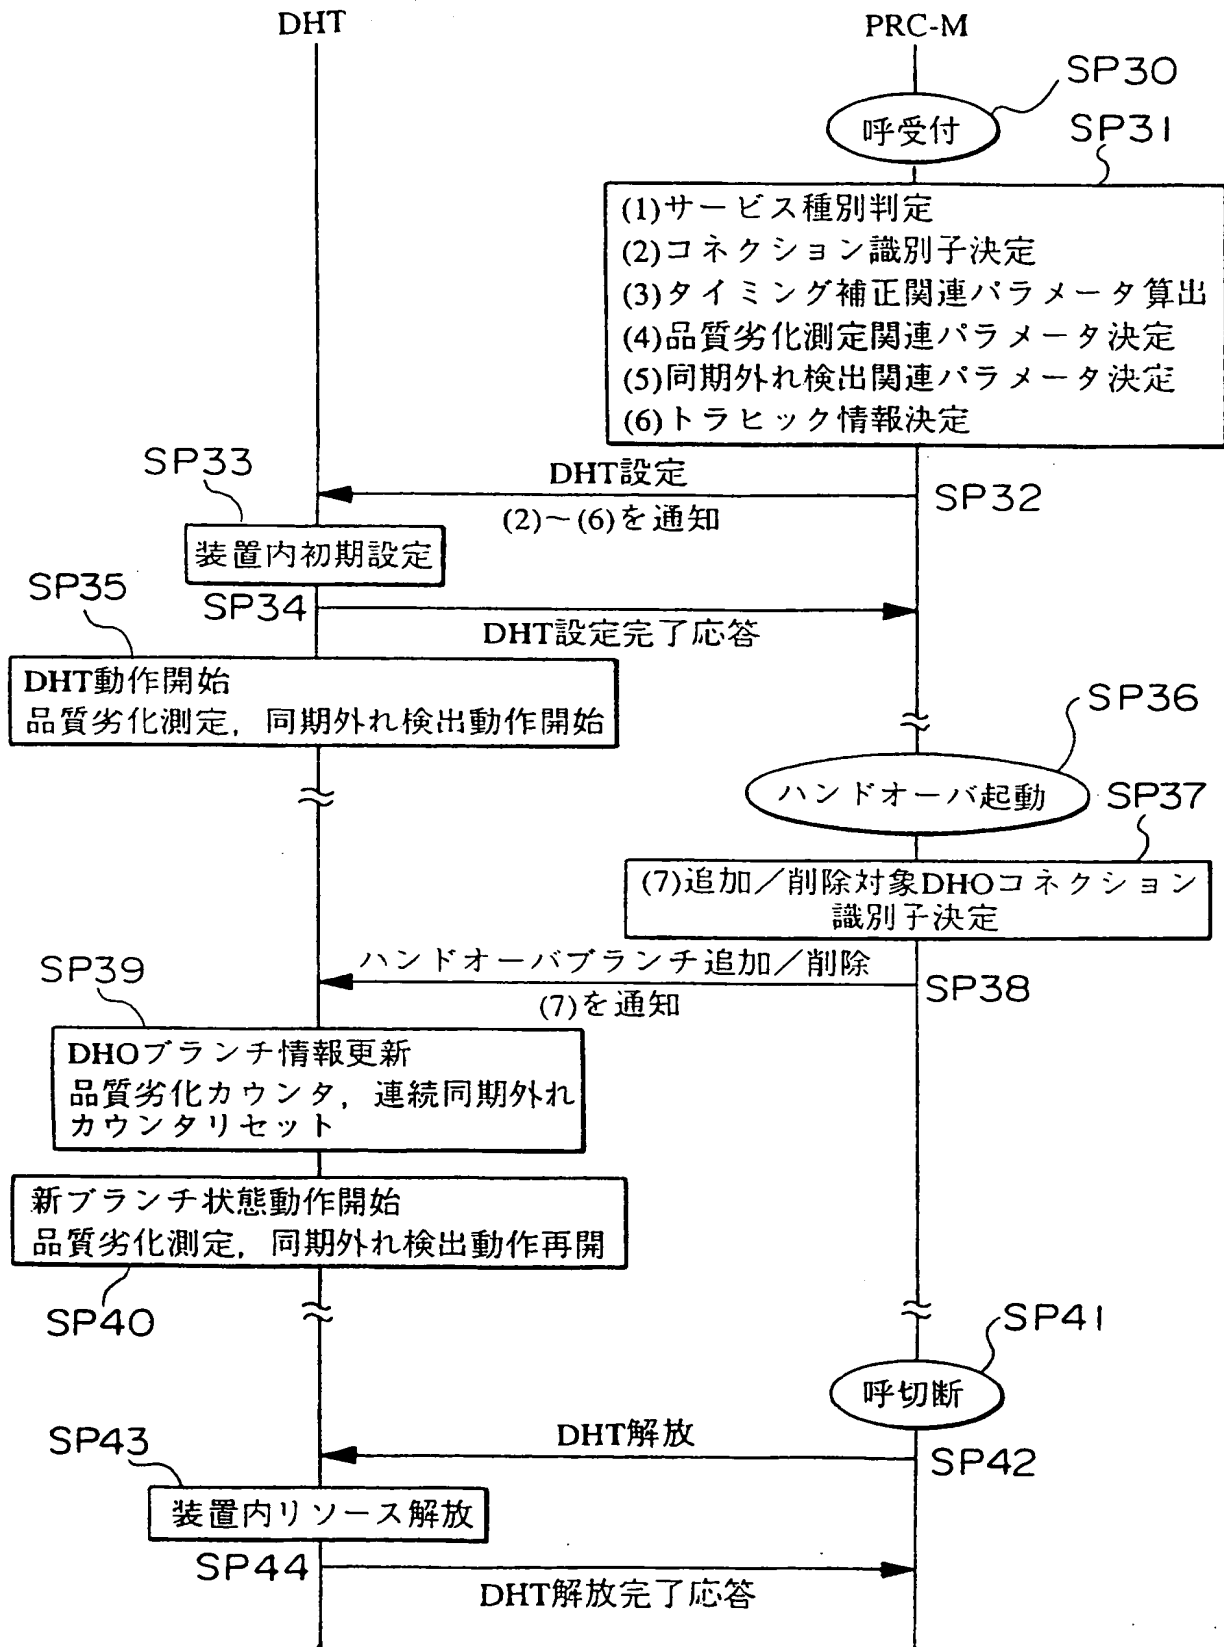 DHT
PRC-M
SP30
呼受付
SP31
(1)サービス種別判定
(2)コネクション識別子決定
(3)タイミング補正関連パラメータ算出
(4)品質劣化測定関連パラメータ決定
(5)同期外れ検出関連パラメータ決定
(6)トラヒック情報決定
SP33
DHT設定
SP32
(2)～(6)を通知
装置内初期設定
SP35
SP34
DHT設定完了応答
DHT動作開始
品質劣化測定，同期外れ検出動作開始
SP36
ハンドオーバ起動
SP37
(7)追加／削除対象DHOコネクション
識別子決定
SP39
ハンドオーバブランチ追加／削除
SP38
(7)を通知
DHOブランチ情報更新
品質劣化カウンタ，連続同期外れ
カウンタリセット
新ブランチ状態動作開始
品質劣化測定，同期外れ検出動作再開
SP40
SP41
呼切断
SP43
DHT解放
SP42
装置内リソース解放
SP44
DHT解放完了応答